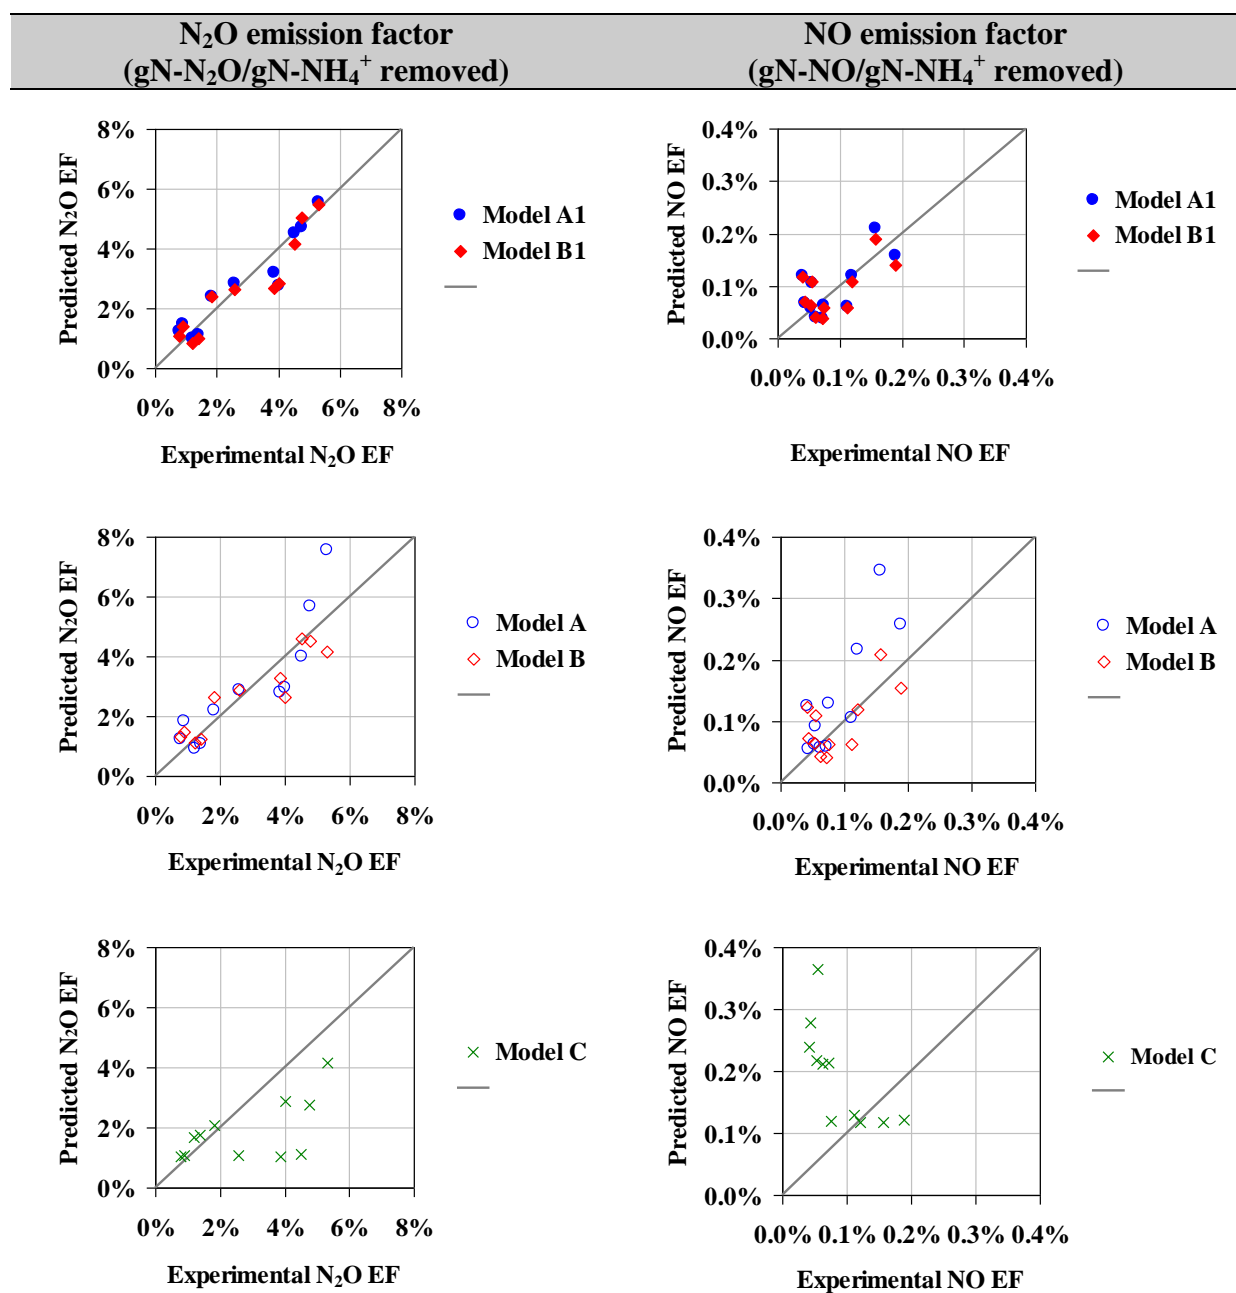 N₂O emission factor
(gN-N₂O/gN-NH₄⁺ removed)
NO emission factor
(gN-NO/gN-NH₄⁺ removed)
Predicted N₂O EF
8%
6%
4%
2%
0%
0% 2% 4% 6% 8%
Experimental N₂O EF
Model A1
Model B1
Predicted NO EF
0.4%
0.3%
0.2%
0.1%
0.0%
0.0% 0.1% 0.2% 0.3% 0.4%
Experimental NO EF
Model A1
Model B1
Predicted N₂O EF
8%
6%
4%
2%
0%
0% 2% 4% 6% 8%
Experimental N₂O EF
Model A
Model B
Predicted NO EF
0.4%
0.3%
0.2%
0.1%
0.0%
0.0% 0.1% 0.2% 0.3% 0.4%
Experimental NO EF
Model A
Model B
Predicted N₂O EF
8%
6%
4%
2%
0%
0% 2% 4% 6% 8%
Experimental N₂O EF
Model C
Predicted NO EF
0.4%
0.3%
0.2%
0.1%
0.0%
0.0% 0.1% 0.2% 0.3% 0.4%
Experimental NO EF
Model C